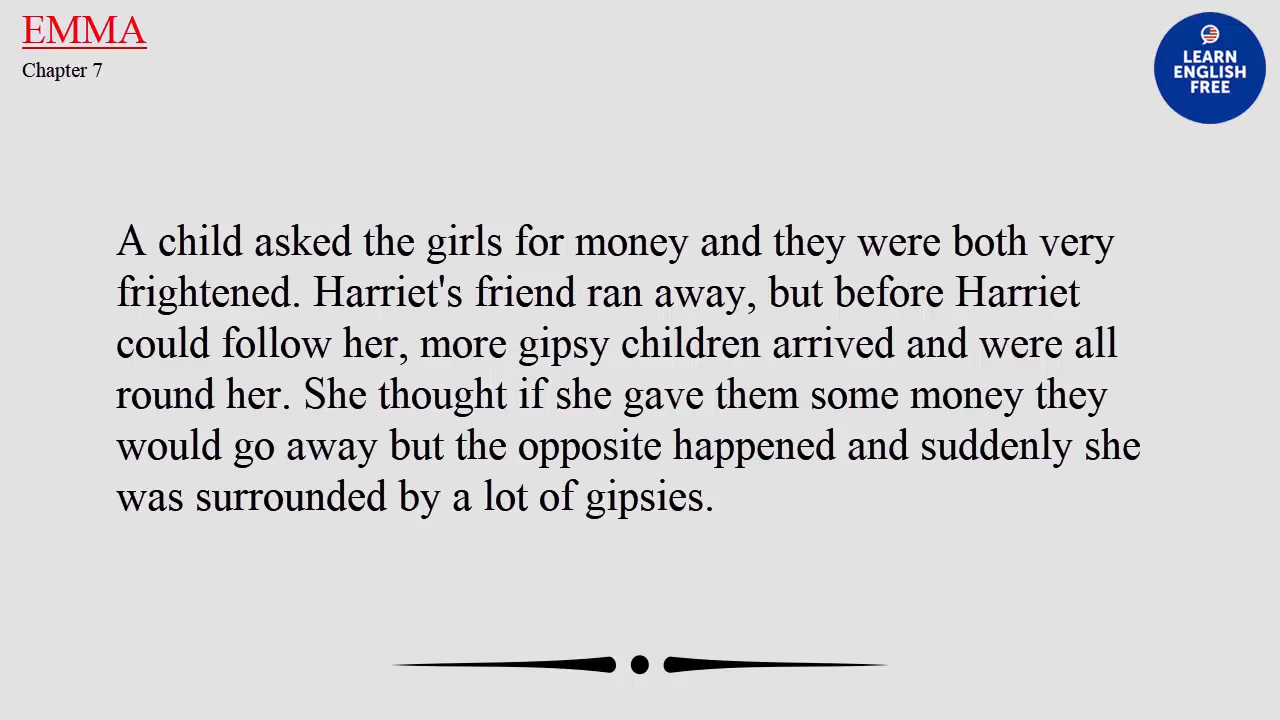 EMMA
Chapter 7
LEARN
ENGLISH
FREE
A child asked the girls for money and they were both very
frightened. Harriet's friend ran away, but before Harriet
could follow her, more gipsy children arrived and were all
round her. She thought if she gave them some money they
would go away but the opposite happened and suddenly she
was surrounded by a lot of gipsies.